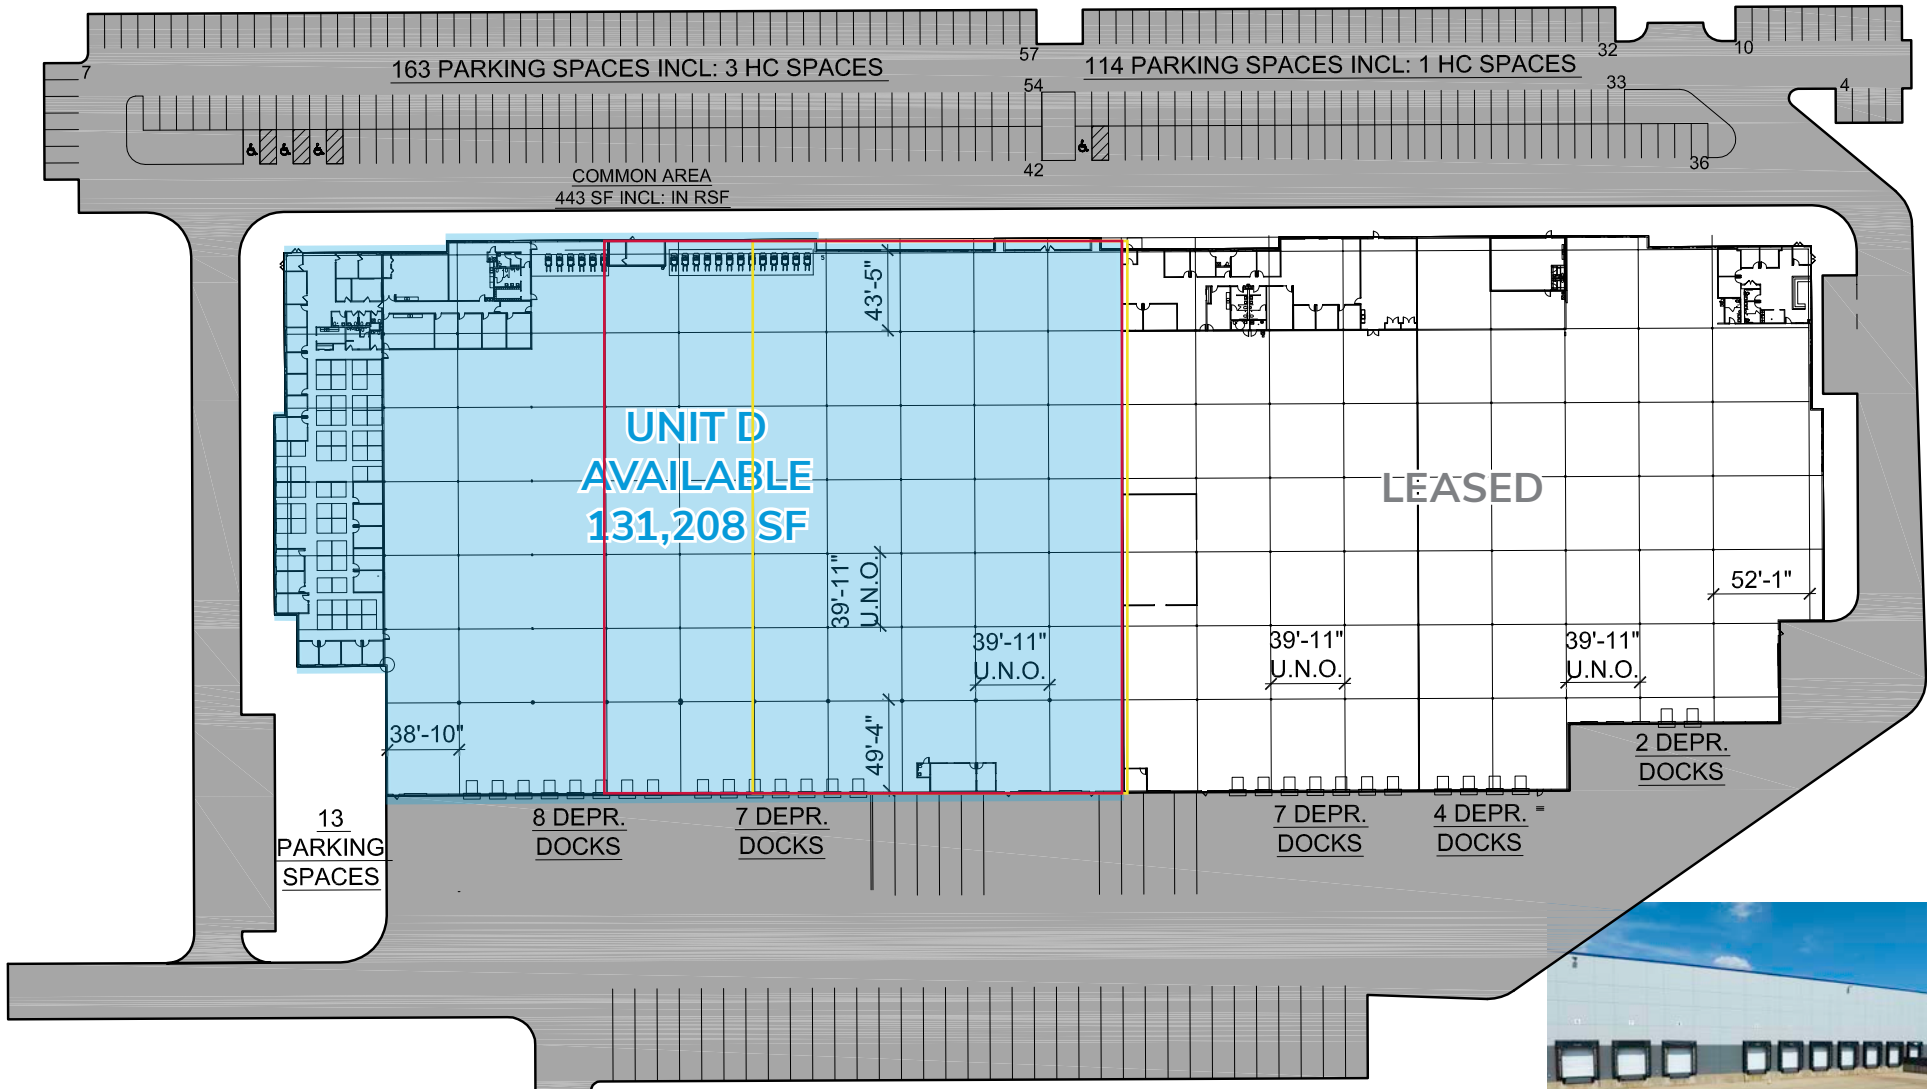 57
32
10
7
163 PARKING SPACES INCL: 3 HC SPACES
114 PARKING SPACES INCL: 1 HC SPACES
54
33
4
42
36
COMMON AREA
443 SF INCL: IN RSF
43'-5"
UNIT D
AVAILABLE
131,208 SF
LEASED
39'-11"
U.N.O.
52'-1"
39'-11"
U.N.O.
39'-11"
U.N.O.
39'-11"
U.N.O.
38'-10"
49'-4"
2 DEPR.
DOCKS
13
PARKING
SPACES
8 DEPR.
DOCKS
7 DEPR.
DOCKS
7 DEPR.
DOCKS
4 DEPR.
DOCKS